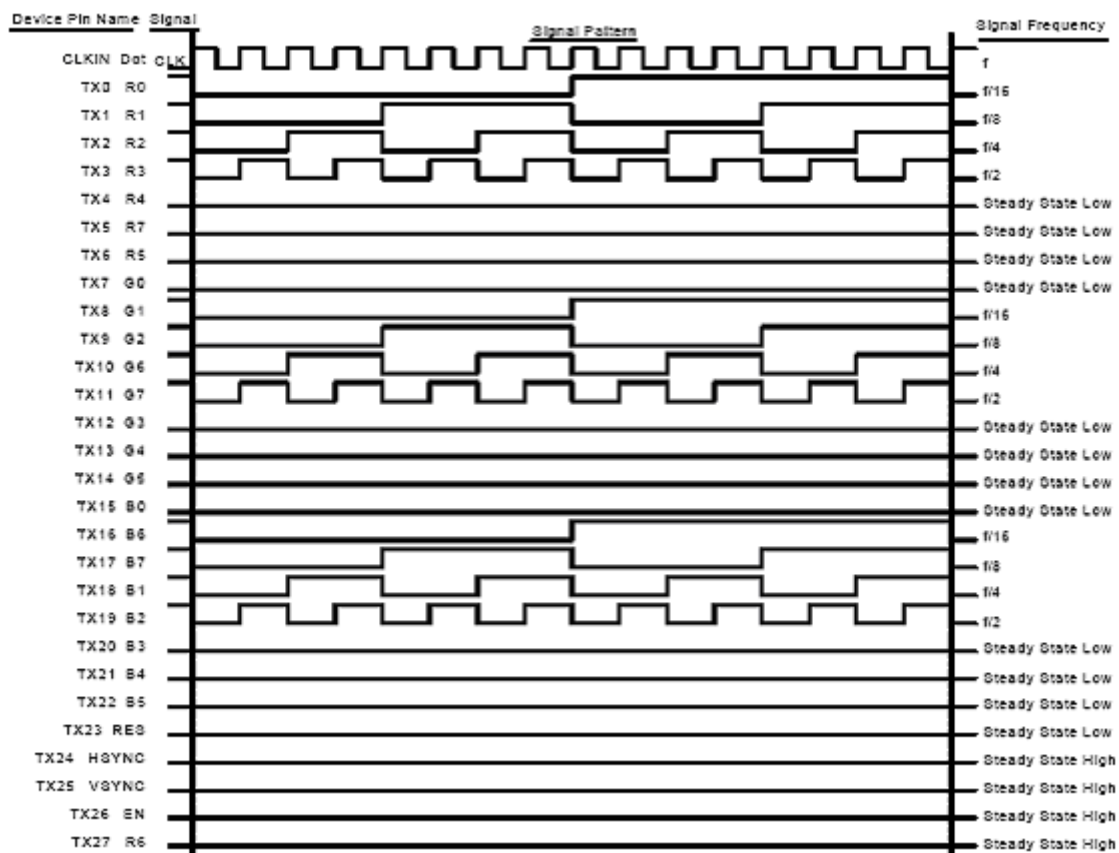 Device Pin Name Signal Signal Pattern Signal Frequency
CLKIN Dot CLK f
TX0 R0 f/16
TX1 R1 f/8
TX2 R2 f/4
TX3 R3 f/2
TX4 R4 Steady State Low
TX5 R7 Steady State Low
TX6 R5 Steady State Low
TX7 G0 Steady State Low
TX8 G1 f/16
TX9 G2 f/8
TX10 G6 f/4
TX11 G7 f/2
TX12 G3 Steady State Low
TX13 G4 Steady State Low
TX14 G5 Steady State Low
TX15 B0 Steady State Low
TX16 B6 f/16
TX17 B7 f/8
TX18 B1 f/4
TX19 B2 f/2
TX20 B3 Steady State Low
TX21 B4 Steady State Low
TX22 B5 Steady State Low
TX23 RES Steady State Low
TX24 HSYNC Steady State High
TX25 VSYNC Steady State High
TX26 EN Steady State High
TX27 R6 Steady State High